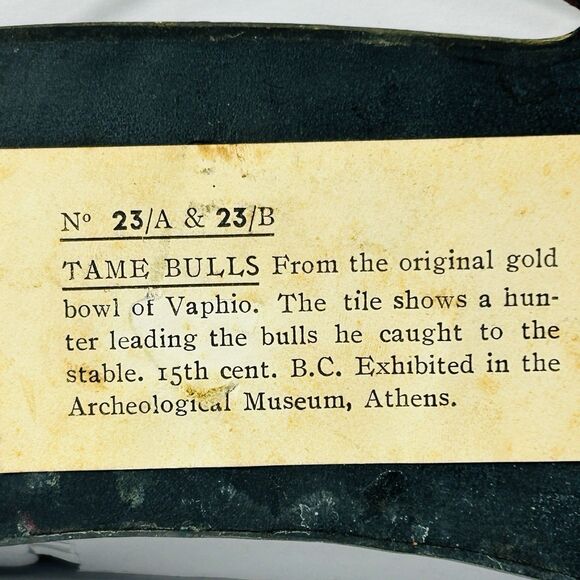 Nº 23/A & 23/B
TAME BULLS From the original gold
bowl of Vaphio. The tile shows a hun-
ter leading the bulls he caught to the
stable. 15th cent. B.C. Exhibited in the
Archeological Museum, Athens.